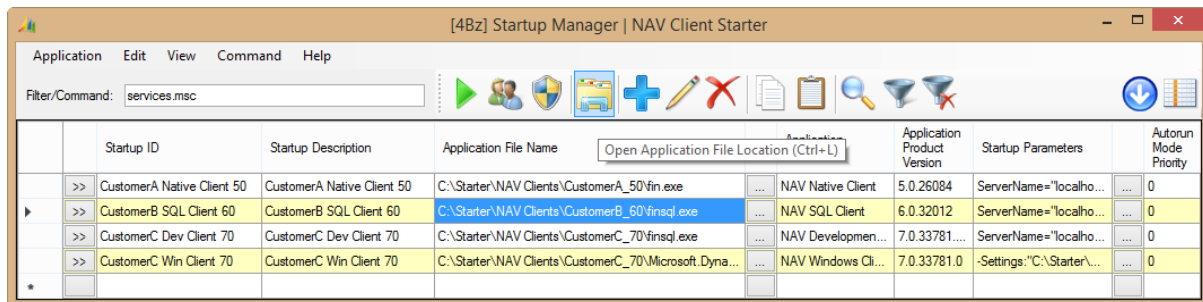 [4Bz] Startup Manager | NAV Client Starter
Application Edit View Command Help
Filter/Command: services.msc
Startup ID Startup Description Application File Name Application Product Version Startup Parameters Autorun Mode Priority
Open Application File Location (Ctrl+L)
>> CustomerA Native Client 50 CustomerA Native Client 50 C:\Starter\NAV Clients\CustomerA_50\fin.exe ... NAV Native Client 5.0.26084 ServerName="localho... ... 0
>> CustomerB SQL Client 60 CustomerB SQL Client 60 C:\Starter\NAV Clients\CustomerB_60\finsql.exe ... NAV SQL Client 6.0.32012 ServerName="localho... ... 0
>> CustomerC Dev Client 70 CustomerC Dev Client 70 C:\Starter\NAV Clients\CustomerC_70\finsql.exe ... NAV Developmen... 7.0.33781.... ServerName="localho... ... 0
>> CustomerC Win Client 70 CustomerC Win Client 70 C:\Starter\NAV Clients\CustomerC_70\Microsoft.Dyna... ... NAV Windows Cli... 7.0.33781.0 -Settings:"C:\Starter\... ... 0